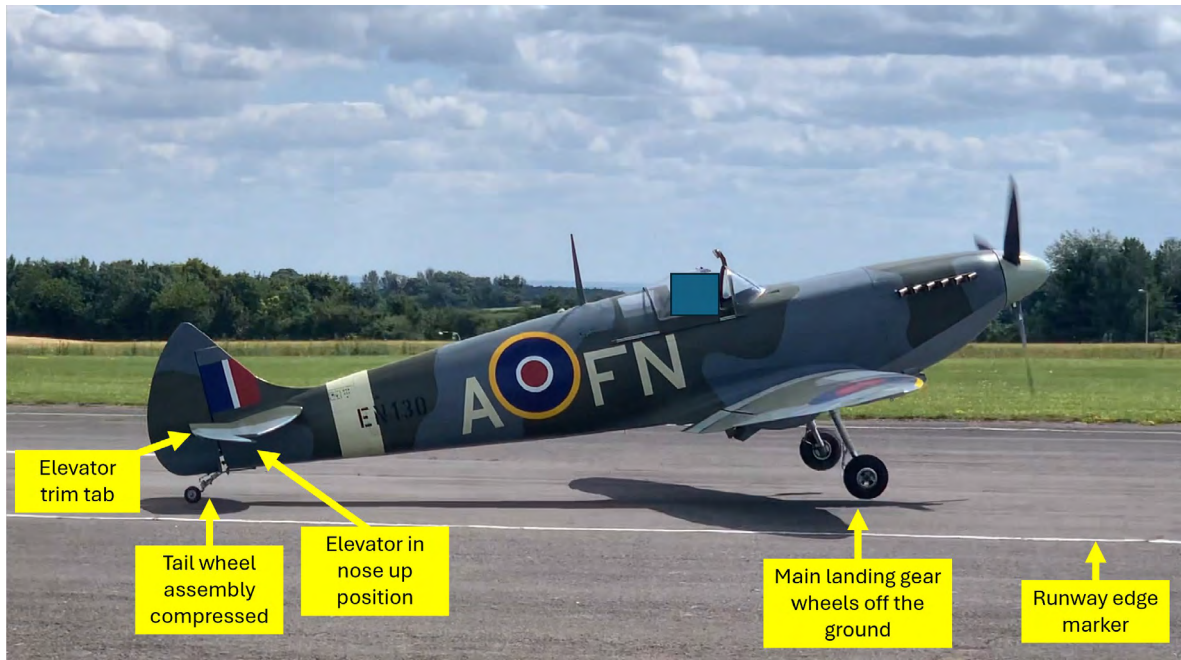 A FN
EN130
Elevator
trim tab
Tail wheel
assembly
compressed
Elevator in
nose up
position
Main landing gear
wheels off the
ground
Runway edge
marker